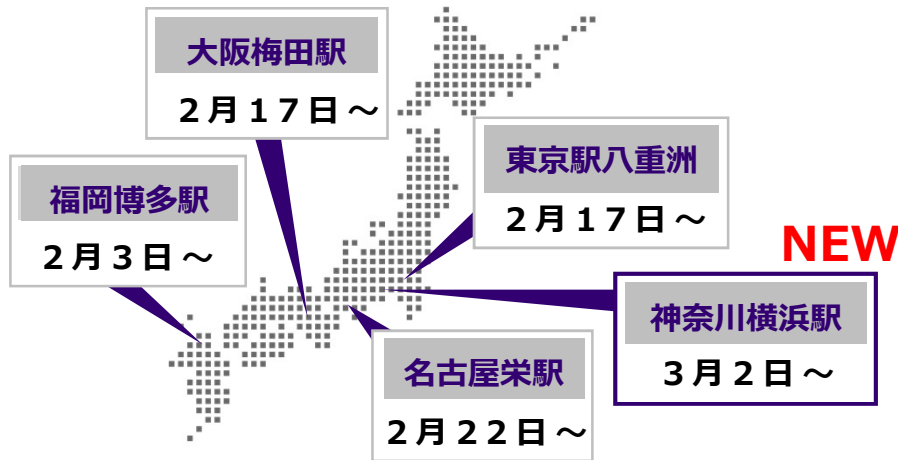 大阪梅田駅
２月１７日～
東京駅八重洲
２月１７日～
福岡博多駅
２月３日～
NEW
神奈川横浜駅
３月２日～
名古屋栄駅
２月２２日～